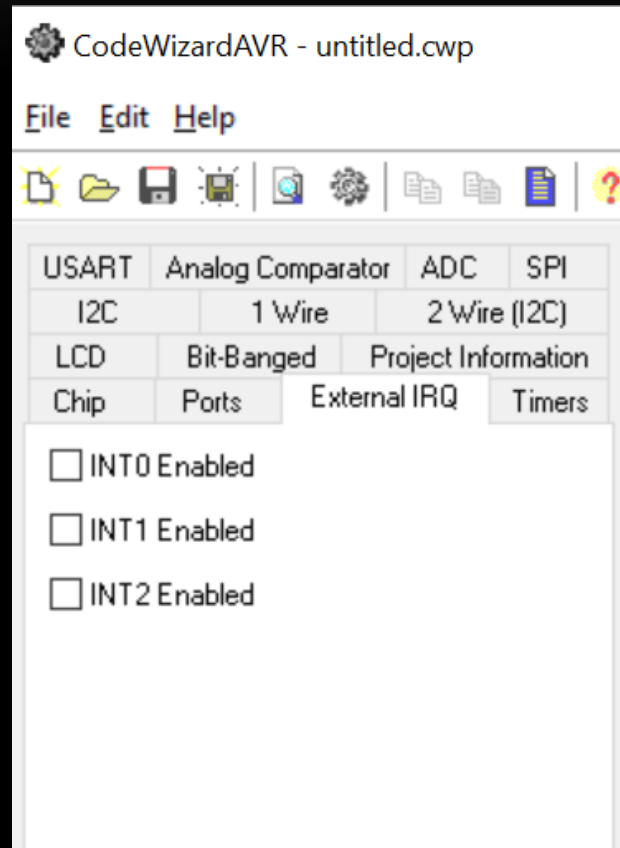 CodeWizardAVR - untitled.cwp
File Edit Help
?
USART Analog Comparator ADC SPI
I2C 1 Wire 2 Wire (I2C)
LCD Bit-Banged Project Information
Chip Ports External IRQ Timers
INT0 Enabled
INT1 Enabled
INT2 Enabled